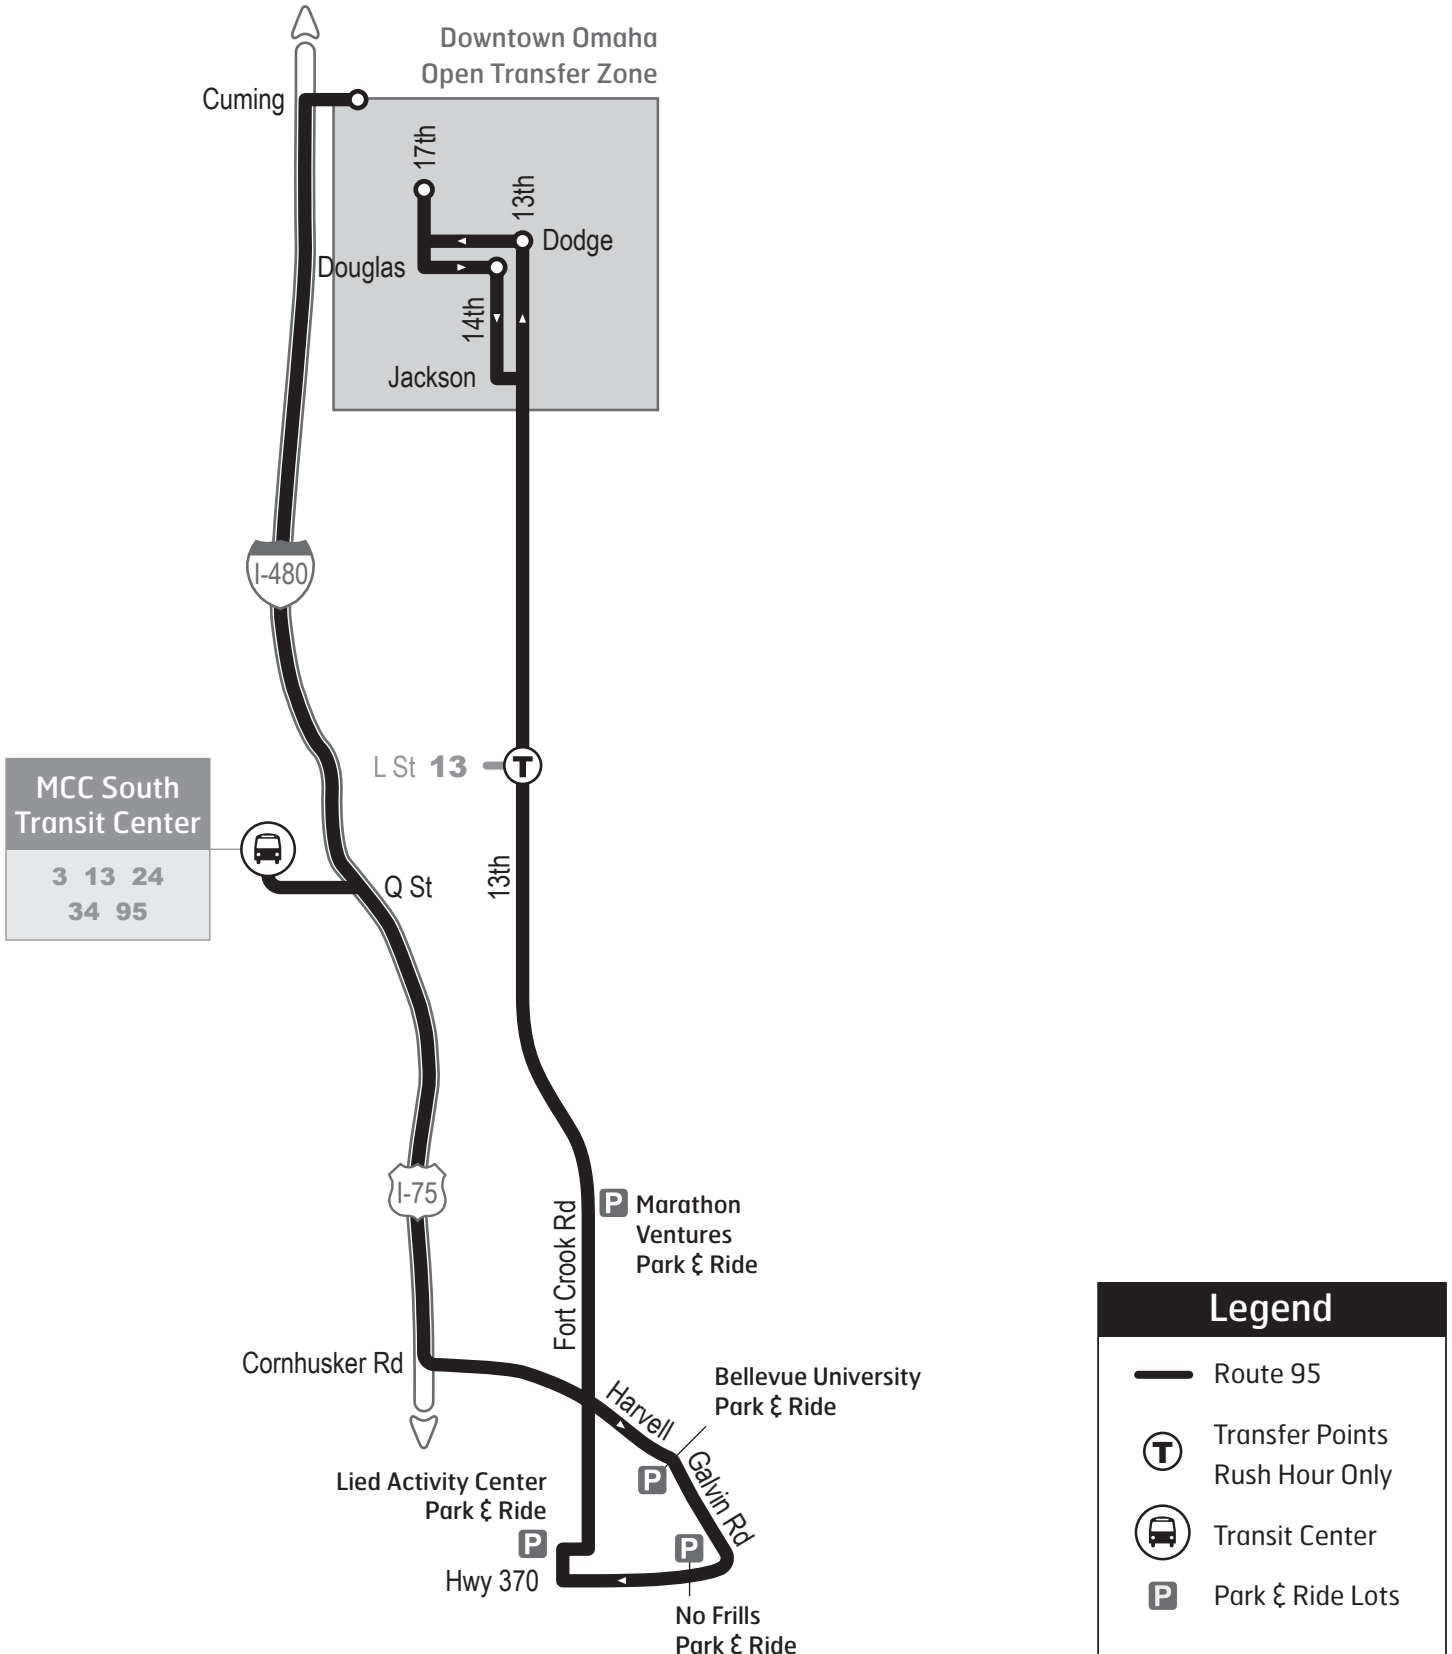 Downtown Omaha
Open Transfer Zone
Cuming
17th
13th
Dodge
Douglas
14th
Jackson
I-480
L St 13 T
MCC South
Transit Center
3 13 24
34 95
Q St
13th
I-75
Fort Crook Rd
P Marathon
Ventures
Park & Ride
Cornhusker Rd
Harvell
Bellevue University
Park & Ride
P
Galvin Rd
Lied Activity Center
Park & Ride
P
P
Hwy 370
No Frills
Park & Ride
Legend
Route 95
T Transfer Points
Rush Hour Only
Transit Center
P Park & Ride Lots